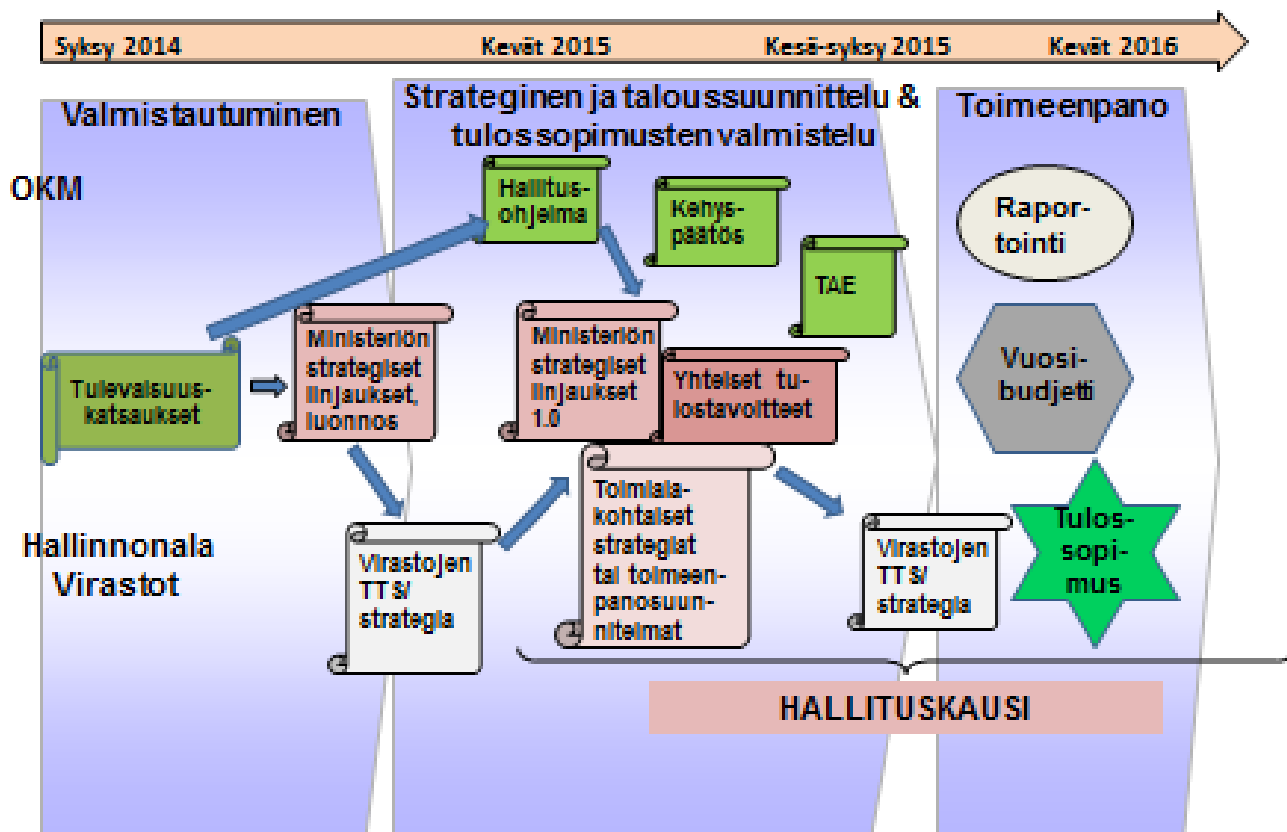 Syksy 2014
Kevät 2015
Kesä-syksy 2015
Kevät 2016
Valmistautuminen
Strateginen ja taloussuunnittelu &
tulossopimusten valmistelu
Toimeenpano
OKM
Hallitus-
ohjelma
Kehys-
päätös
TAE
Rapor-
tointi
Tulevaisuus-
katsaukset
Ministeriön
strategiset
linjaukset,
luonnos
Ministeriön
strategiset
linjaukset
1.0
Yhteiset tu-
lostavoitteet
Vuosi-
budjetti
Hallinnonala
Virastot
Virastojen
TTS/
strategia
Toimiala-
kohtaiset
strategiat
tai toimeen-
panosuun-
nitelmat
Virastojen
TTS/
strategia
Tulos-
sopi-
mus
HALLITUSKAUSI